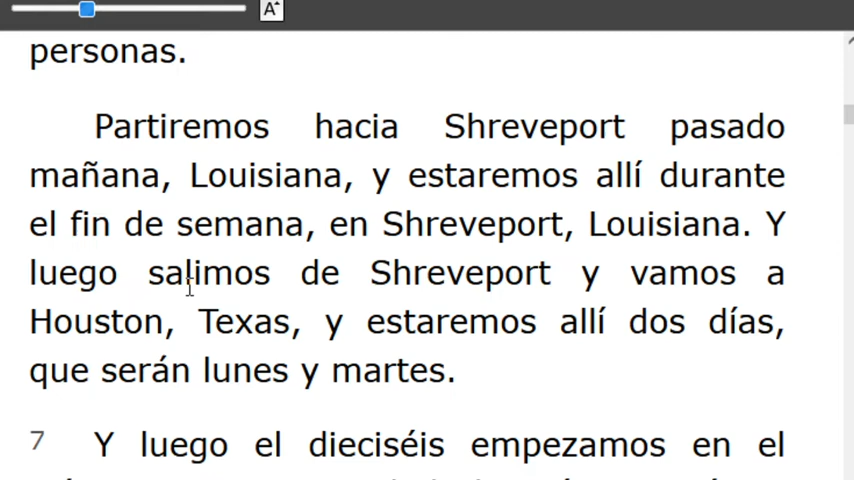 A
personas.
Partiremos hacia Shreveport pasado
mañana, Louisiana, y estaremos allí durante
el fin de semana, en Shreveport, Louisiana. Y
luego salimos de Shreveport y vamos a
Houston, Texas, y estaremos allí dos días,
que serán lunes y martes.
7 Y luego el dieciséis empezamos en el